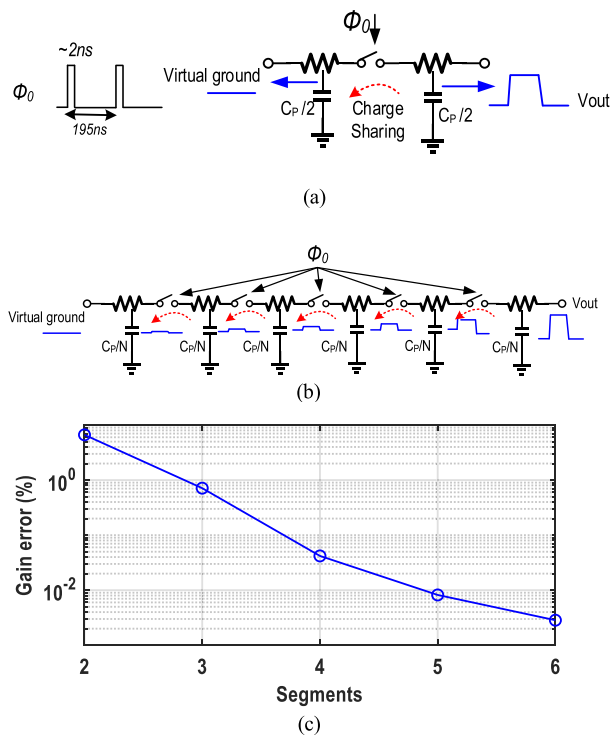 Φ0
~2ns
Φ0
195ns
Virtual ground
CP/2
Charge
Sharing
CP/2
Vout
(a)
Φ0
Virtual ground
Vout
CP/N
CP/N
CP/N
CP/N
CP/N
CP/N
(b)
Gain error (%)
10^0
10^-2
2 3 4 5 6
Segments
(c)